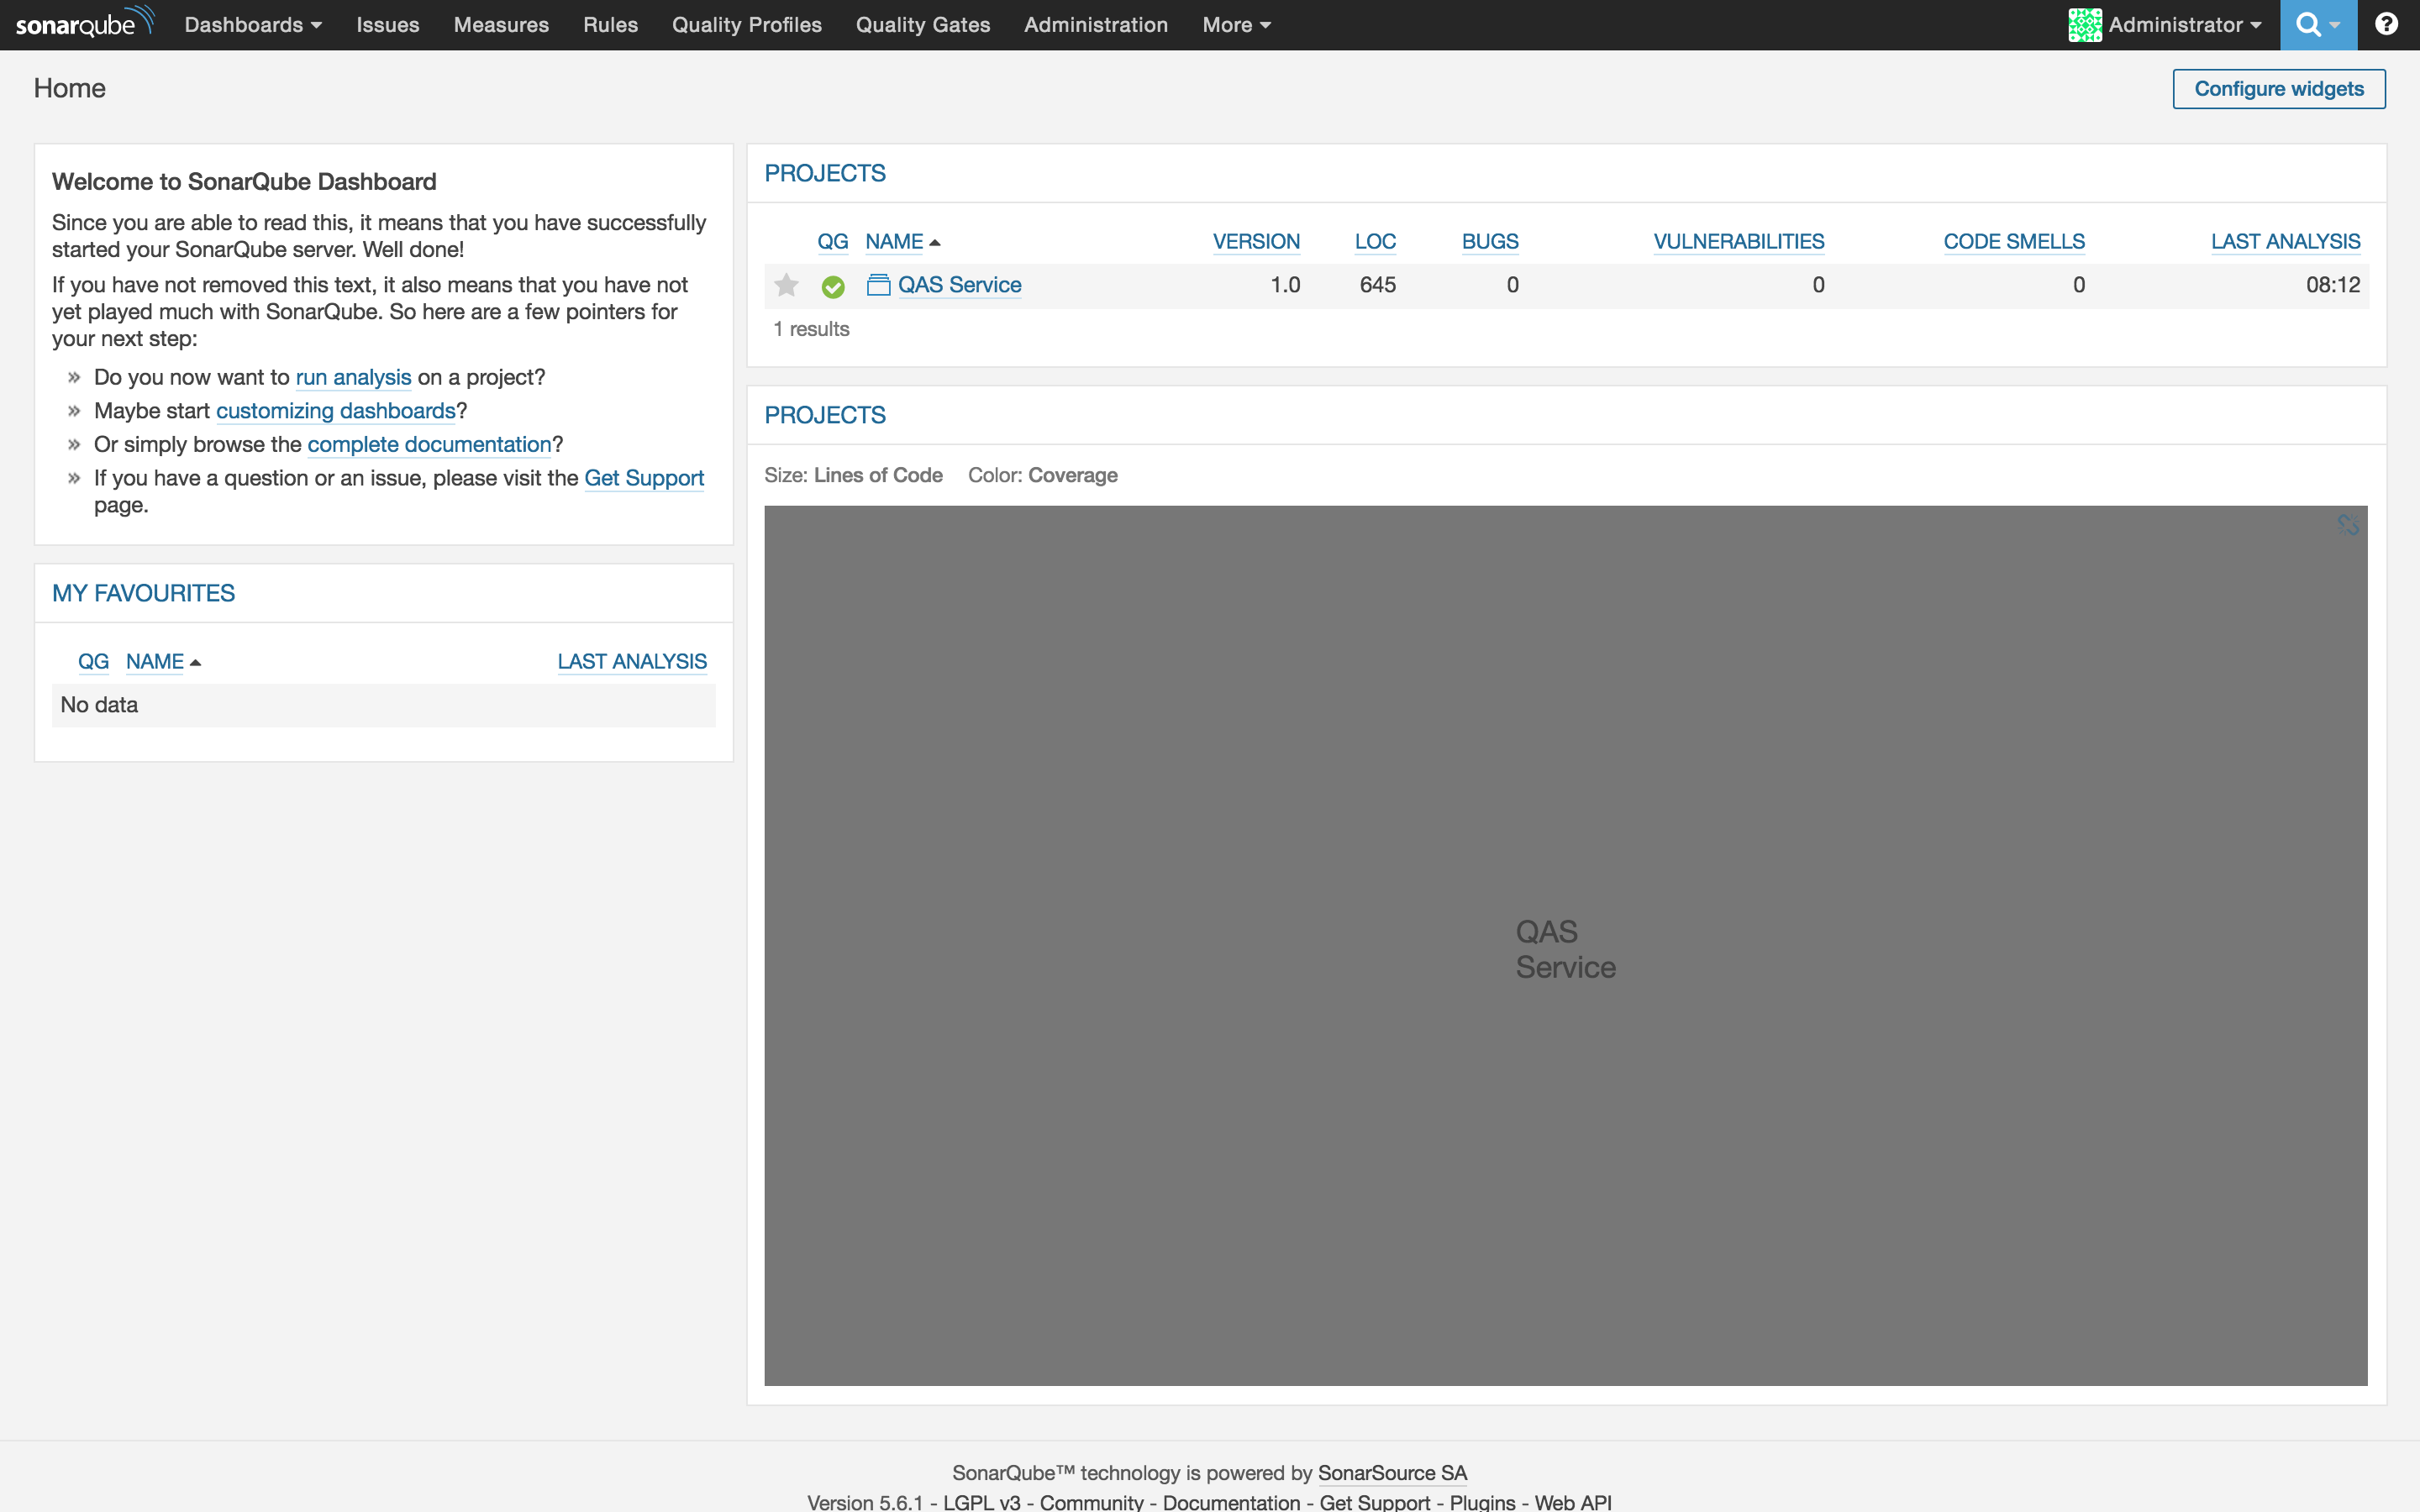 sonarqube Dashboards Issues Measures Rules Quality Profiles Quality Gates Administration More Administrator ?
Home Configure widgets
Welcome to SonarQube Dashboard
Since you are able to read this, it means that you have successfully
started your SonarQube server. Well done!
If you have not removed this text, it also means that you have not
yet played much with SonarQube. So here are a few pointers for
your next step:
» Do you now want to run analysis on a project?
» Maybe start customizing dashboards?
» Or simply browse the complete documentation?
» If you have a question or an issue, please visit the Get Support
page.
MY FAVOURITES
QG NAME LAST ANALYSIS
No data
PROJECTS
QG NAME VERSION LOC BUGS VULNERABILITIES CODE SMELLS LAST ANALYSIS
QAS Service 1.0 645 0 0 0 08:12
1 results
PROJECTS
Size: Lines of Code Color: Coverage
QAS
Service
SonarQube™ technology is powered by SonarSource SA
Version 5.6.1 - LGPL v3 - Community - Documentation - Get Support - Plugins - Web API